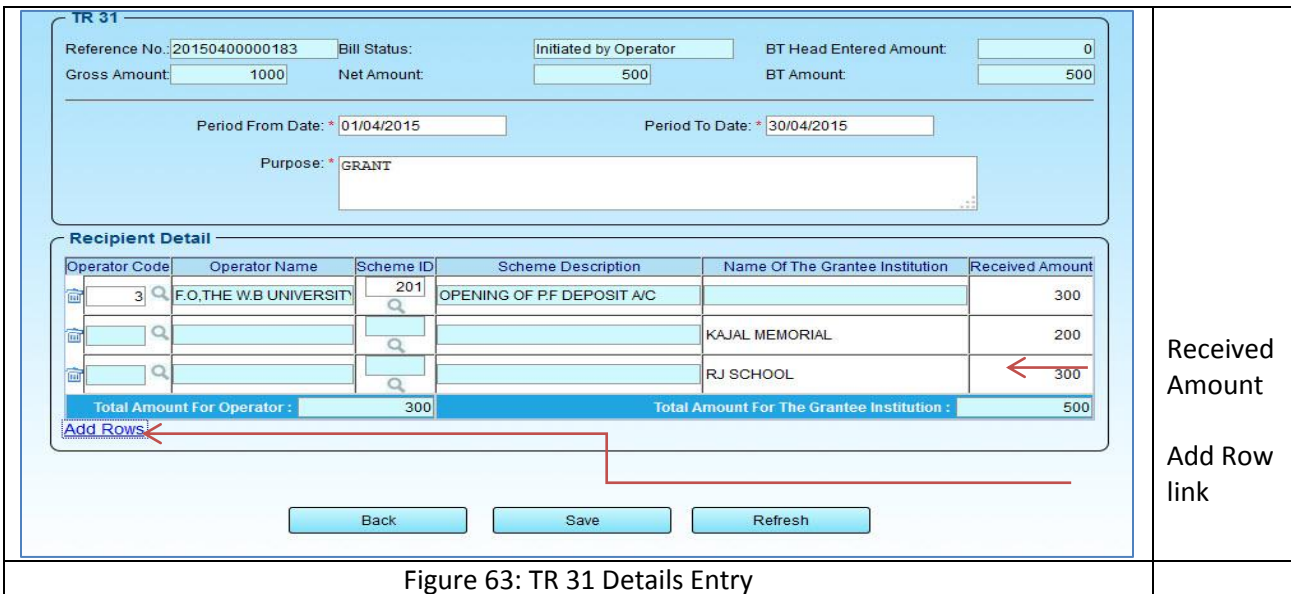 TR 31
Reference No.: 20150400000183 Bill Status: Initiated by Operator BT Head Entered Amount: 0
Gross Amount: 1000 Net Amount: 500 BT Amount: 500
Period From Date: * 01/04/2015 Period To Date: * 30/04/2015
Purpose: * GRANT
Recipient Detail
Operator Code Operator Name Scheme ID Scheme Description Name Of The Grantee Institution Received Amount
3 F.O,THE W.B UNIVERSITY 201 OPENING OF P.F DEPOSIT A/C 300
KAJAL MEMORIAL 200
RJ SCHOOL 300
Total Amount For Operator : 300 Total Amount For The Grantee Institution : 500
Add Rows
Received
Amount
Add Row
link
Back Save Refresh
Figure 63: TR 31 Details Entry